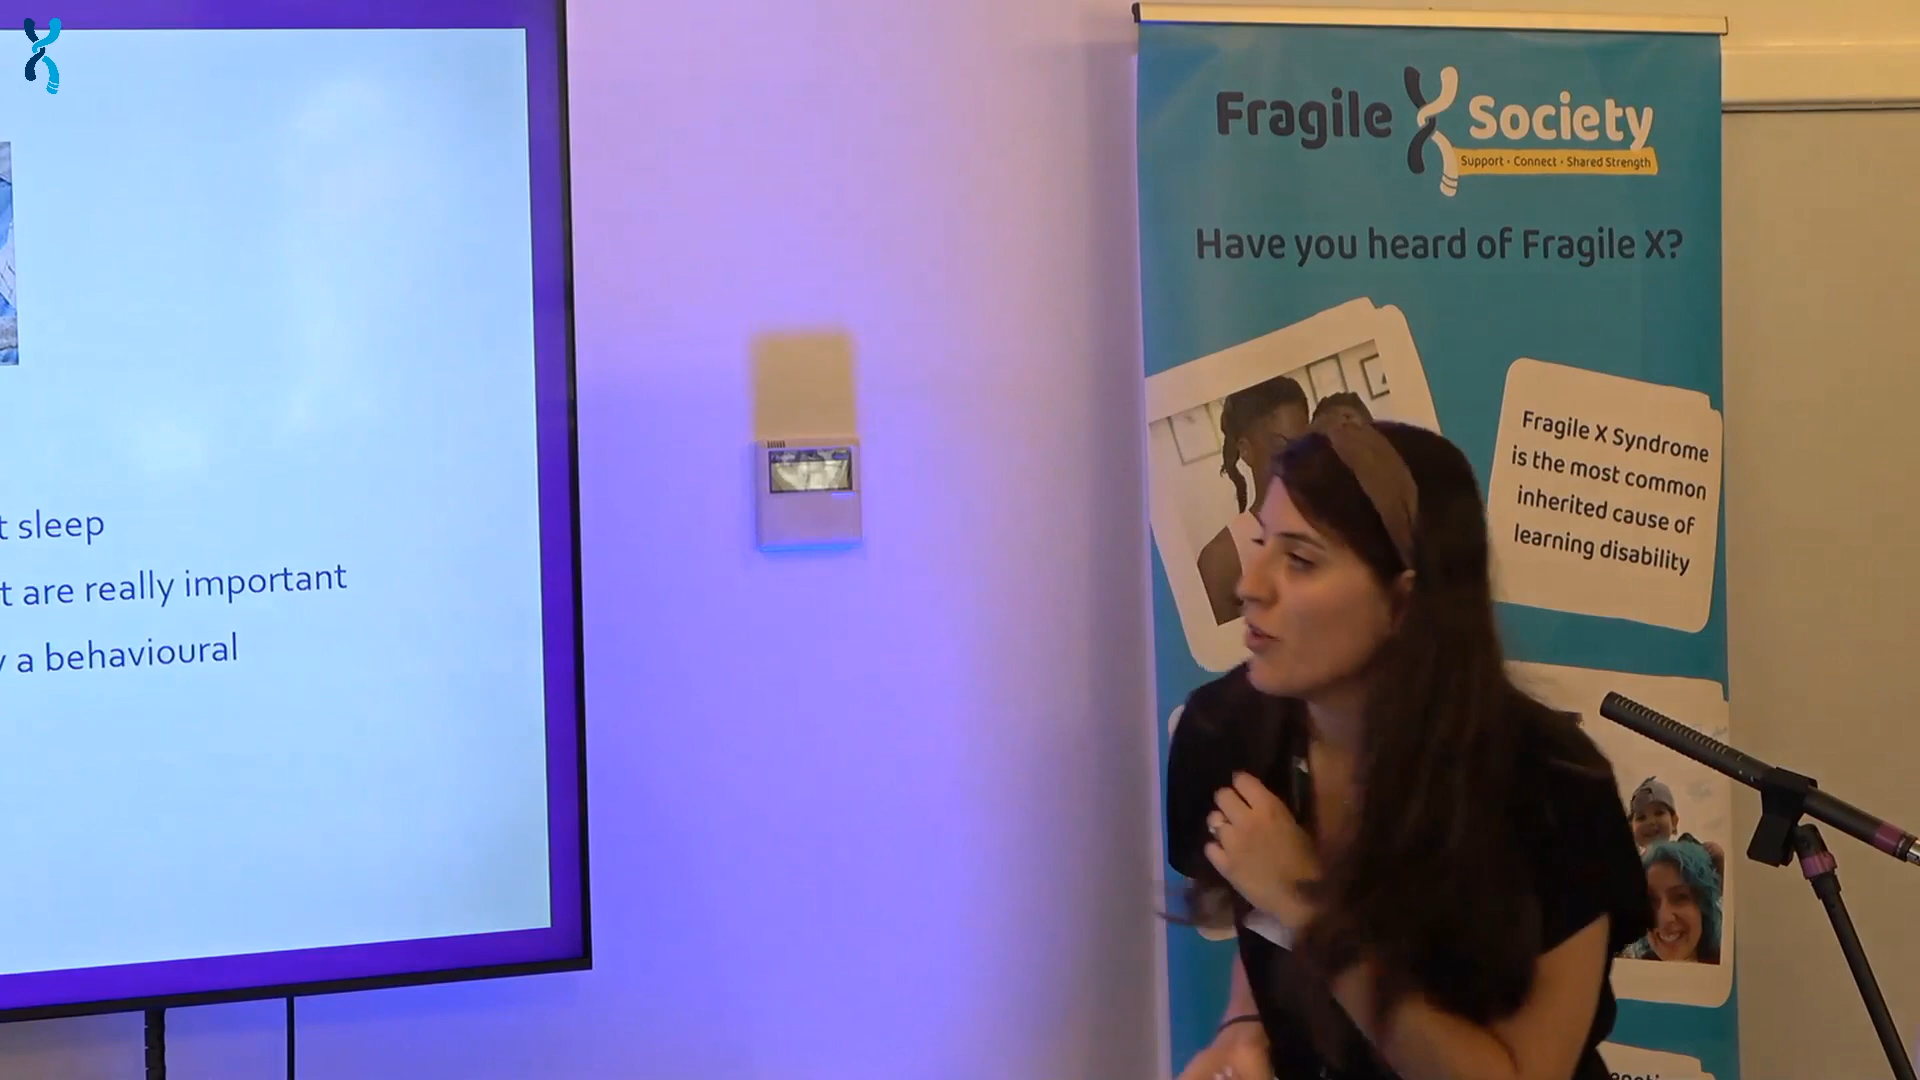 t sleep
t are really important
a behavioural
Fragile X Society
Support · Connect · Shared Strength
Have you heard of Fragile X?
Fragile X Syndrome
is the most common
inherited cause of
learning disability